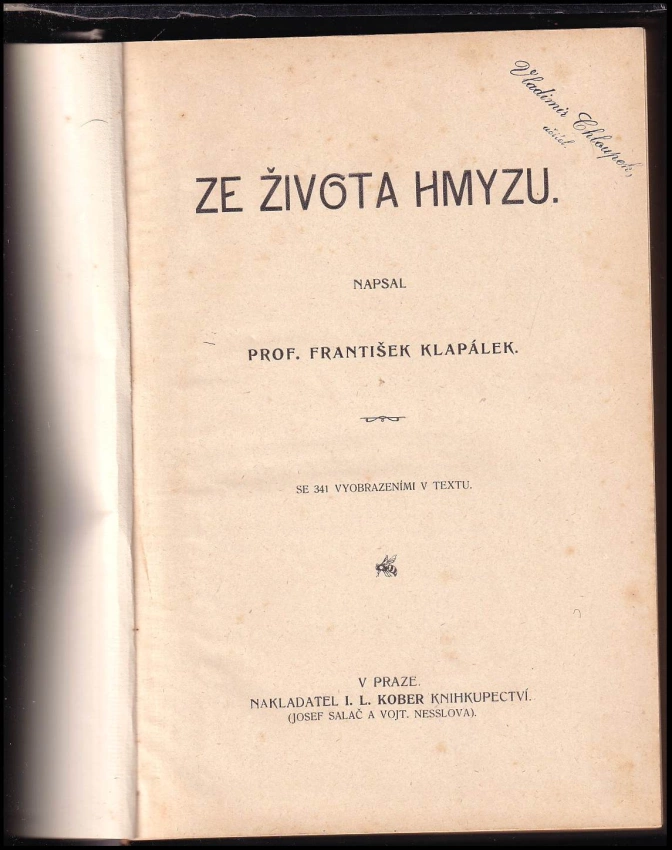 Vladimír Chloupek,
učitel.
ZE ŽIVOTA HMYZU.
NAPSAL
PROF. FRANTIŠEK KLAPÁLEK.
SE 341 VYOBRAZENÍMI V TEXTU.
V PRAZE.
NAKLADATEL I. L. KOBER KNIHKUPECTVÍ.
(JOSEF SALAČ A VOJT. NESSLOVA).